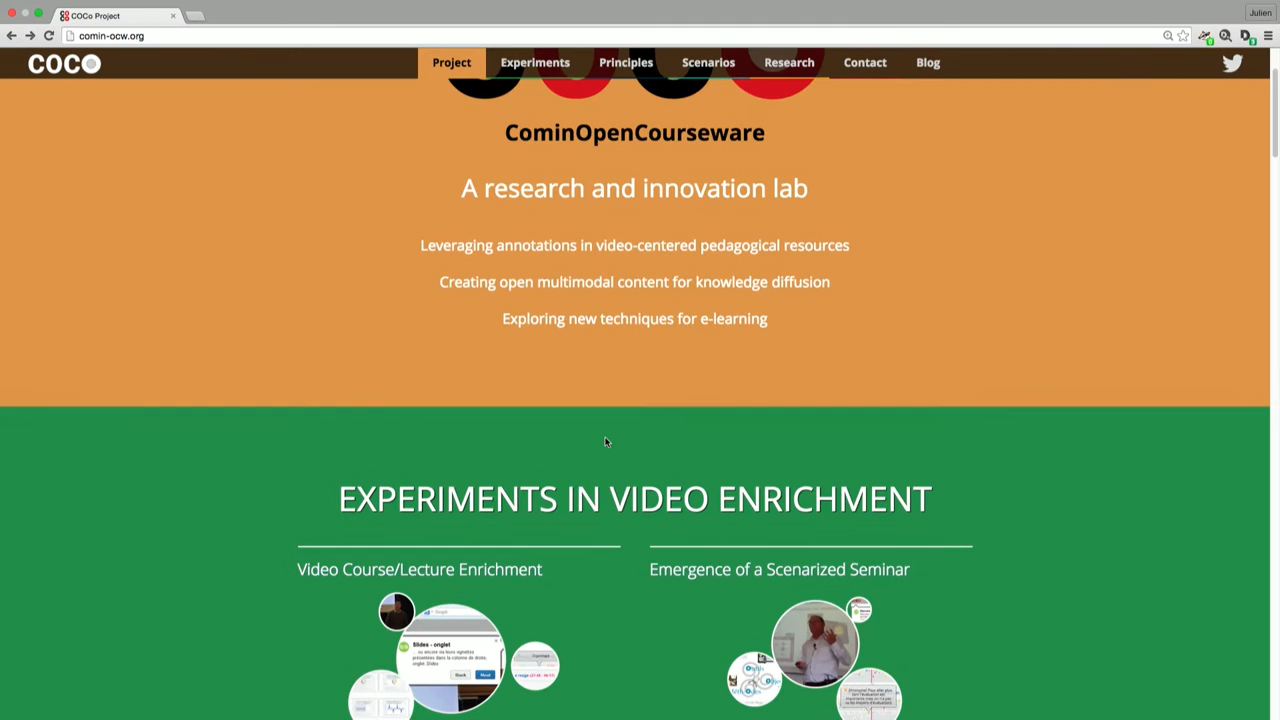 COCo Project
Julien
comin-ocw.org
COCO
Project
Experiments
Principles
Scenarios
Research
Contact
Blog
CominOpenCourseware
A research and innovation lab
Leveraging annotations in video-centered pedagogical resources
Creating open multimodal content for knowledge diffusion
Exploring new techniques for e-learning
EXPERIMENTS IN VIDEO ENRICHMENT
Video Course/Lecture Enrichment
Emergence of a Scenarized Seminar
Slides - onglet